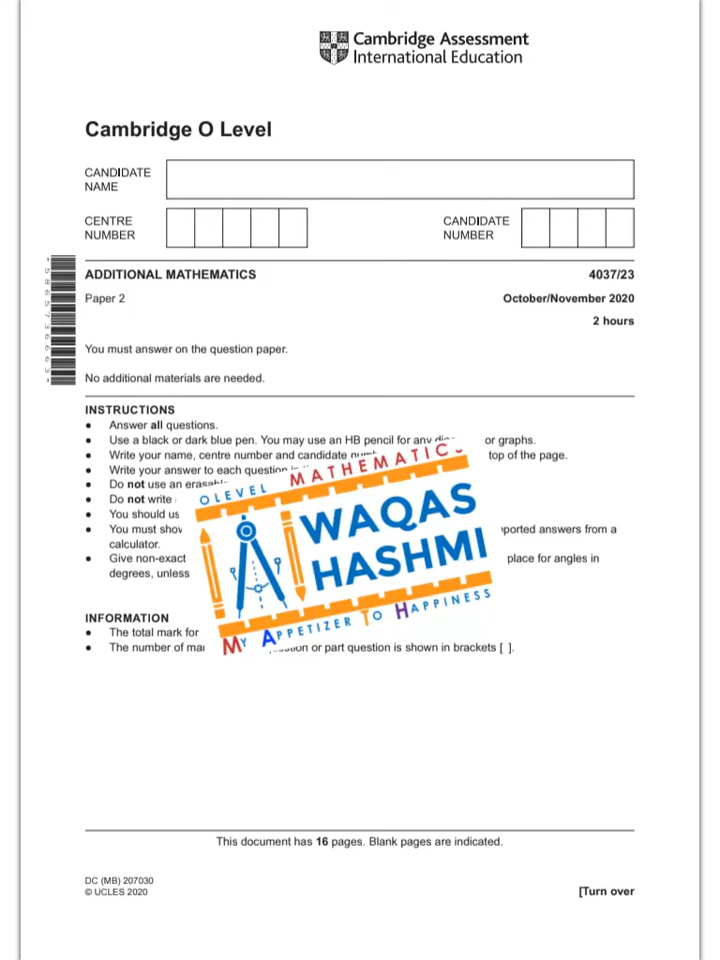 Cambridge Assessment
International Education
Cambridge O Level
CANDIDATE
NAME
CENTRE
NUMBER
CANDIDATE
NUMBER
*5865736663*
ADDITIONAL MATHEMATICS 4037/23
Paper 2 October/November 2020
2 hours
You must answer on the question paper.
No additional materials are needed.
INSTRUCTIONS
● Answer all questions.
● Use a black or dark blue pen. You may use an HB pencil for any or graphs.
● Write your name, centre number and candidate top of the page.
● Write your answer to each question
● Do not use an
● Do not write
● You should us
● You must show ported answers from a
calculator.
● Give non-exact place for angles in
degrees, unless
OLEVEL MATHEMATICS
WAQAS
HASHMI
MY APPETIZER TO HAPPINESS
INFORMATION
● The total mark for
● The number of or part question is shown in brackets [ ].
This document has 16 pages. Blank pages are indicated.
DC (MB) 207030
© UCLES 2020
[Turn over